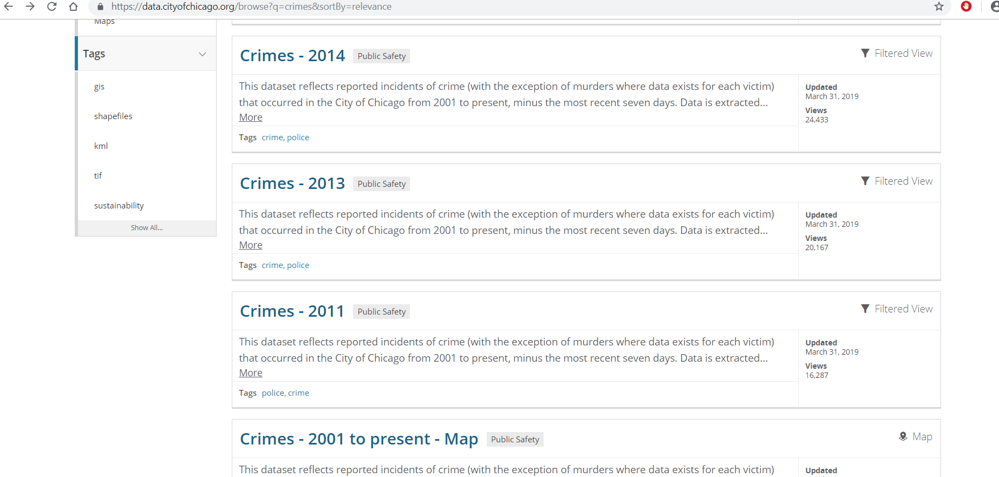 https://data.cityofchicago.org/browse?q=crimes&sortBy=relevance
Maps
Tags
gis
shapefiles
kml
tif
sustainability
Show All...
Crimes - 2014 Public Safety
Filtered View
This dataset reflects reported incidents of crime (with the exception of murders where data exists for each victim)
that occurred in the City of Chicago from 2001 to present, minus the most recent seven days. Data is extracted...
More
Tags crime, police
Updated
March 31, 2019
Views
24,433
Crimes - 2013 Public Safety
Filtered View
This dataset reflects reported incidents of crime (with the exception of murders where data exists for each victim)
that occurred in the City of Chicago from 2001 to present, minus the most recent seven days. Data is extracted...
More
Tags crime, police
Updated
March 31, 2019
Views
20,167
Crimes - 2011 Public Safety
Filtered View
This dataset reflects reported incidents of crime (with the exception of murders where data exists for each victim)
that occurred in the City of Chicago from 2001 to present, minus the most recent seven days. Data is extracted...
More
Tags police, crime
Updated
March 31, 2019
Views
16,287
Crimes - 2001 to present - Map Public Safety
Map
This dataset reflects reported incidents of crime (with the exception of murders where data exists for each victim)
Updated